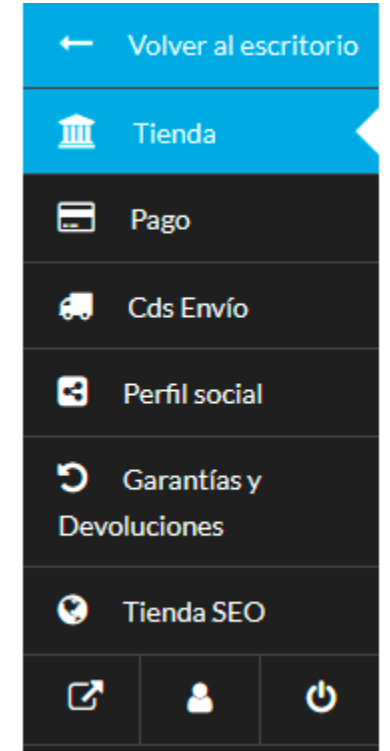 Volver al escritorio
Tienda
Pago
Cds Envío
Perfil social
Garantías y
Devoluciones
Tienda SEO